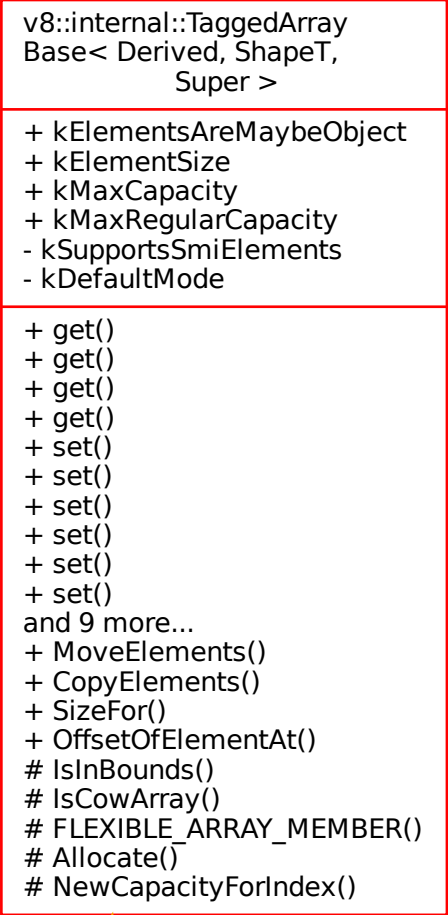 v8::internal::TaggedArray
Base< Derived, ShapeT,
Super >
+ kElementsAreMaybeObject
+ kElementSize
+ kMaxCapacity
+ kMaxRegularCapacity
- kSupportsSmiElements
- kDefaultMode
+ get()
+ get()
+ get()
+ get()
+ set()
+ set()
+ set()
+ set()
+ set()
+ set()
and 9 more...
+ MoveElements()
+ CopyElements()
+ SizeFor()
+ OffsetOfElementAt()
# IsInBounds()
# IsCowArray()
# FLEXIBLE_ARRAY_MEMBER()
# Allocate()
# NewCapacityForIndex()